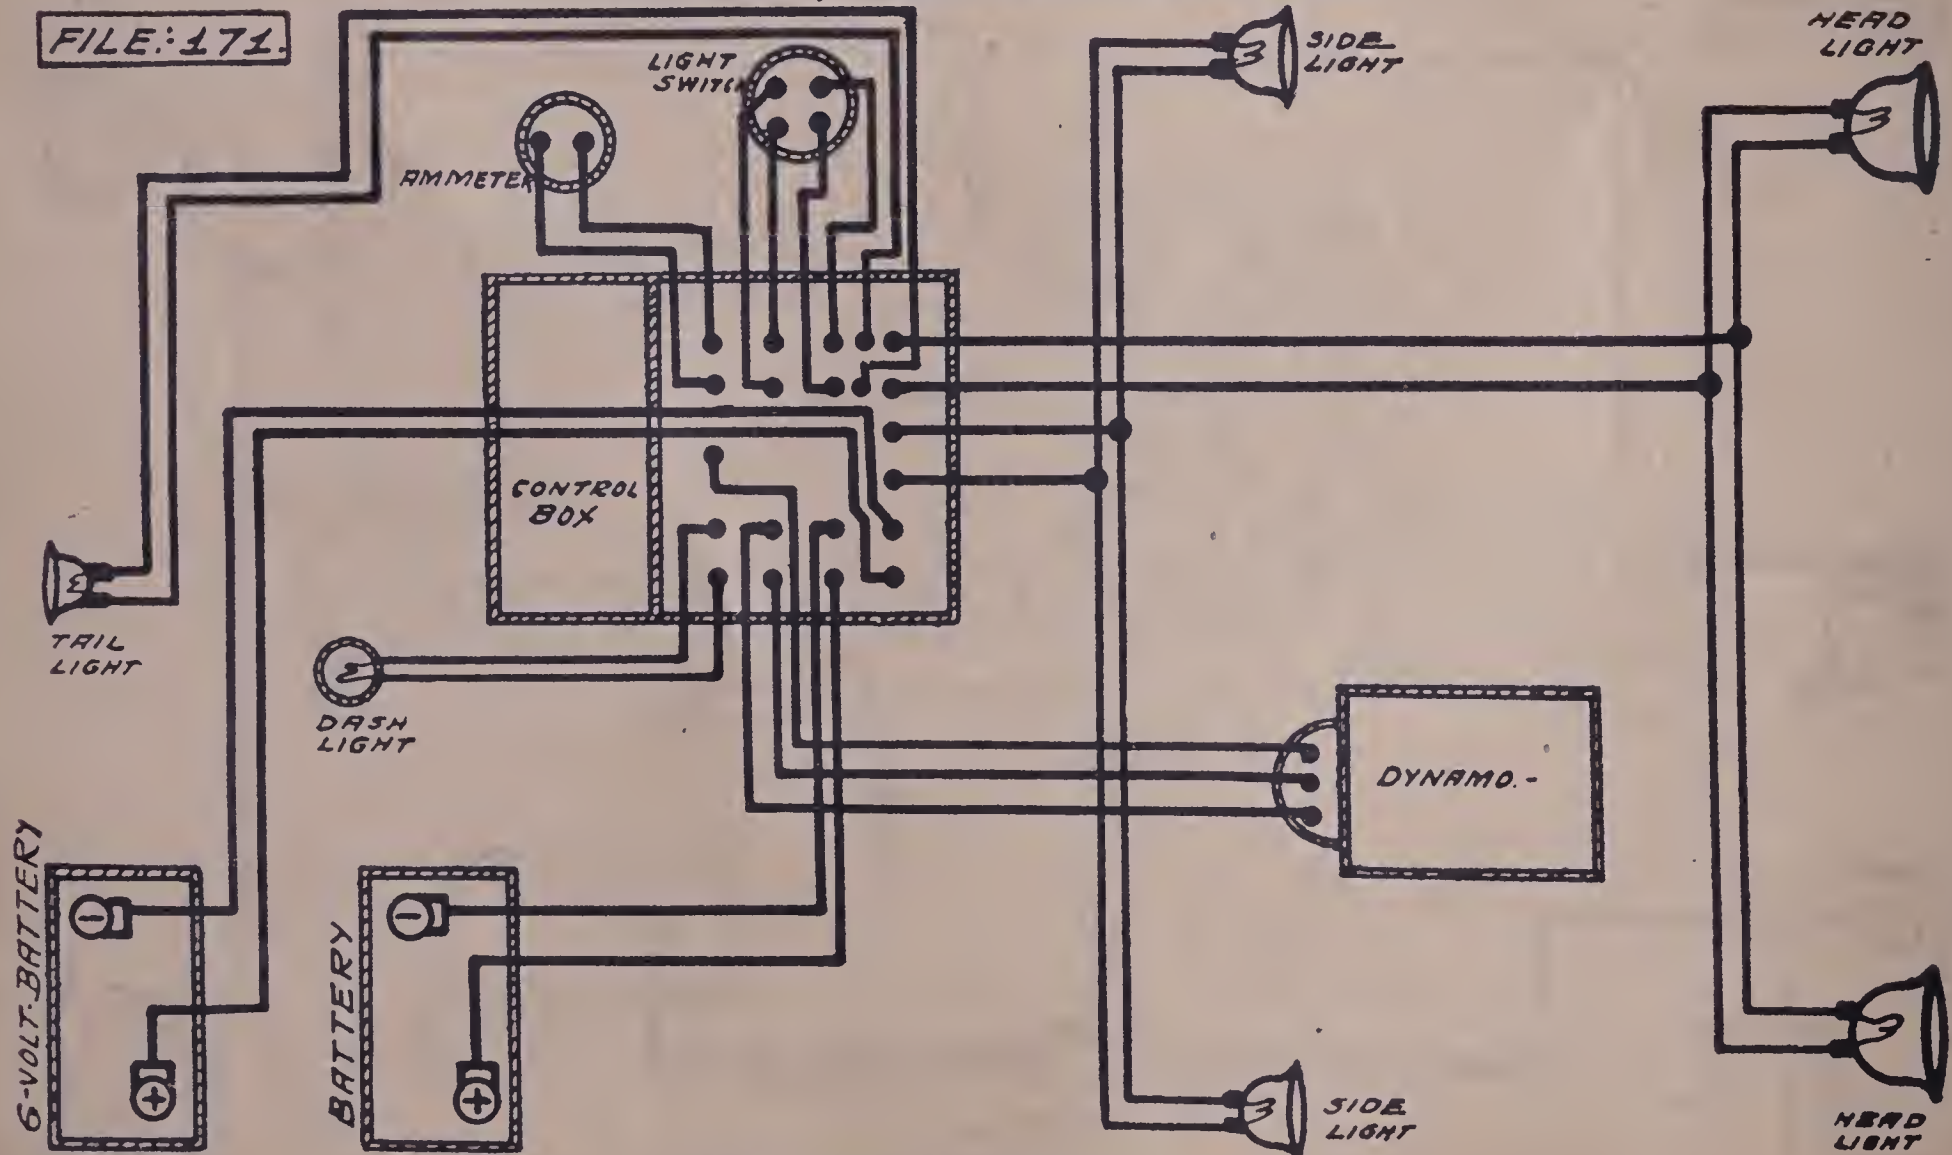 FILE:171.
LIGHT
SWITCH
AMMETER
SIDE
LIGHT
HEAD
LIGHT
CONTROL
BOX
TAIL
LIGHT
DASH
LIGHT
DYNAMO.-
6-VOLT-BATTERY
BATTERY
SIDE
LIGHT
HEAD
LIGHT